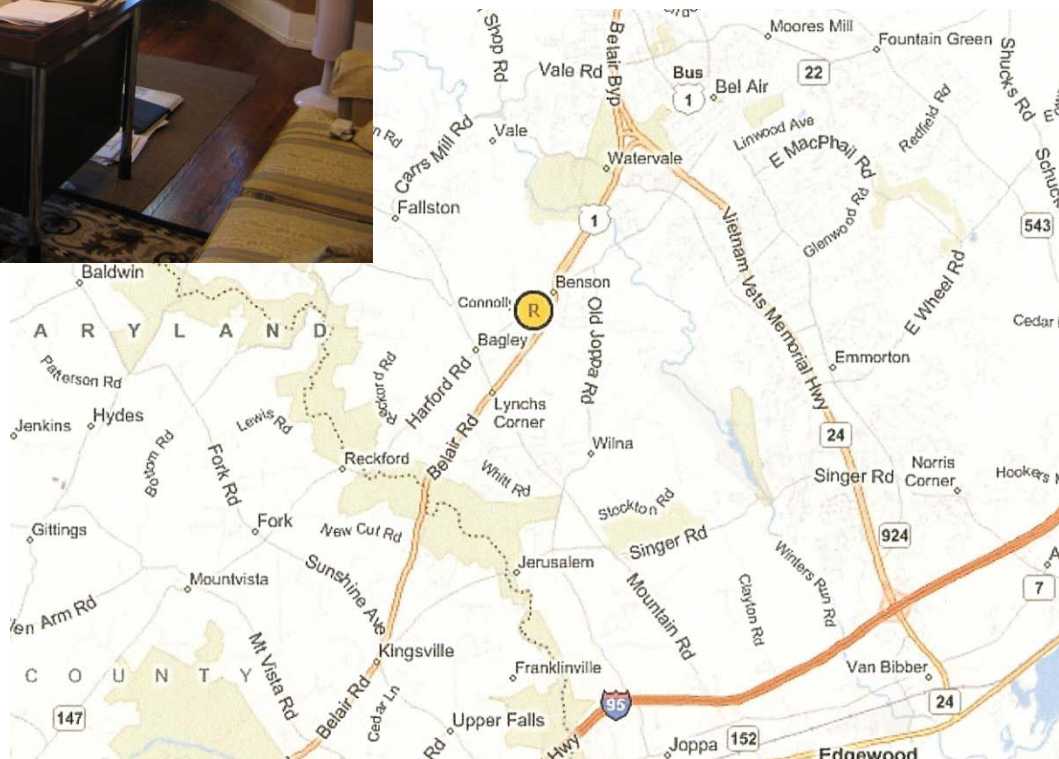 Shop Rd
Belair Byp
Moores Mill
Fountain Green
Vale Rd
Bus
1
Bel Air
22
Shucks Rd
Vale
Carrs Mill Rd
Linwood Ave
Redfield Rd
Watervale
E MacPhail Rd
Fallston
1
Glenwood Rd
543
Baldwin
Benson
R
Vietnam Vets Memorial Hwy
E Wheel Rd
Cedar
A R Y L A N D
Bagley
Old Joppa Rd
Emmorton
Patterson Rd
Harford Rd
Lynchs
Corner
Jenkins
Hydes
Lewis Rd
Belair Rd
24
Bottom Rd
Fork Rd
Reckford
Whitt Rd
Wilna
Singer Rd
Norris
Corner
Gittings
Fork
New Cut Rd
Stockton Rd
924
Singer Rd
Jerusalem
Mountvista
Sunshine Ave
Mountain Rd
Clayton Rd
Winters Run Rd
7
Arm Rd
C O U N T Y
Mt Vista Rd
Kingsville
Franklinville
Van Bibber
147
Belair Rd
Cedar Ln
Upper Falls
95
24
Rd
Hwy
Joppa
152
Edgewood